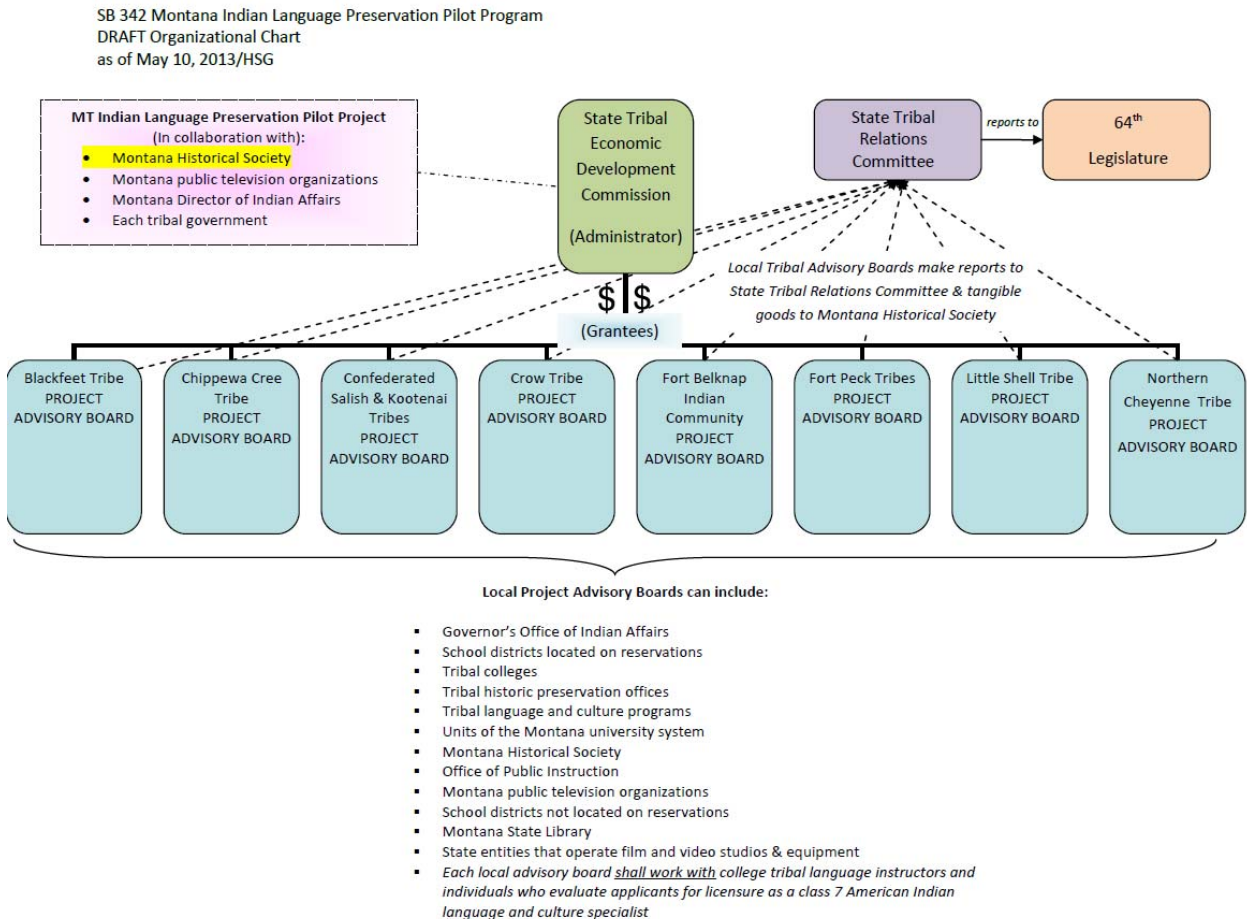 SB 342 Montana Indian Language Preservation Pilot Program
DRAFT Organizational Chart
as of May 10, 2013/HSG
MT Indian Language Preservation Pilot Project
(In collaboration with):
• Montana Historical Society
• Montana public television organizations
• Montana Director of Indian Affairs
• Each tribal government
State Tribal
Economic
Development
Commission
(Administrator)
State Tribal
Relations
Committee
reports to
64th
Legislature
Local Tribal Advisory Boards make reports to
State Tribal Relations Committee & tangible
goods to Montana Historical Society
$ $
(Grantees)
Blackfeet Tribe
PROJECT
ADVISORY BOARD
Chippewa Cree
Tribe
PROJECT
ADVISORY BOARD
Confederated
Salish & Kootenai
Tribes
PROJECT
ADVISORY BOARD
Crow Tribe
PROJECT
ADVISORY BOARD
Fort Belknap
Indian
Community
PROJECT
ADVISORY BOARD
Fort Peck Tribes
PROJECT
ADVISORY BOARD
Little Shell Tribe
PROJECT
ADVISORY BOARD
Northern
Cheyenne Tribe
PROJECT
ADVISORY BOARD
Local Project Advisory Boards can include:
▪ Governor's Office of Indian Affairs
▪ School districts located on reservations
▪ Tribal colleges
▪ Tribal historic preservation offices
▪ Tribal language and culture programs
▪ Units of the Montana university system
▪ Montana Historical Society
▪ Office of Public Instruction
▪ Montana public television organizations
▪ School districts not located on reservations
▪ Montana State Library
▪ State entities that operate film and video studios & equipment
▪ Each local advisory board shall work with college tribal language instructors and
individuals who evaluate applicants for licensure as a class 7 American Indian
language and culture specialist